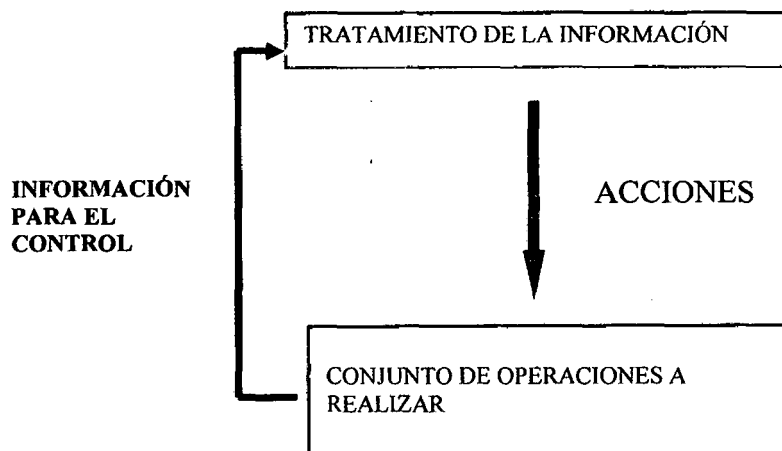 TRATAMIENTO DE LA INFORMACIÓN
INFORMACIÓN
PARA EL
CONTROL
ACCIONES
CONJUNTO DE OPERACIONES A
REALIZAR